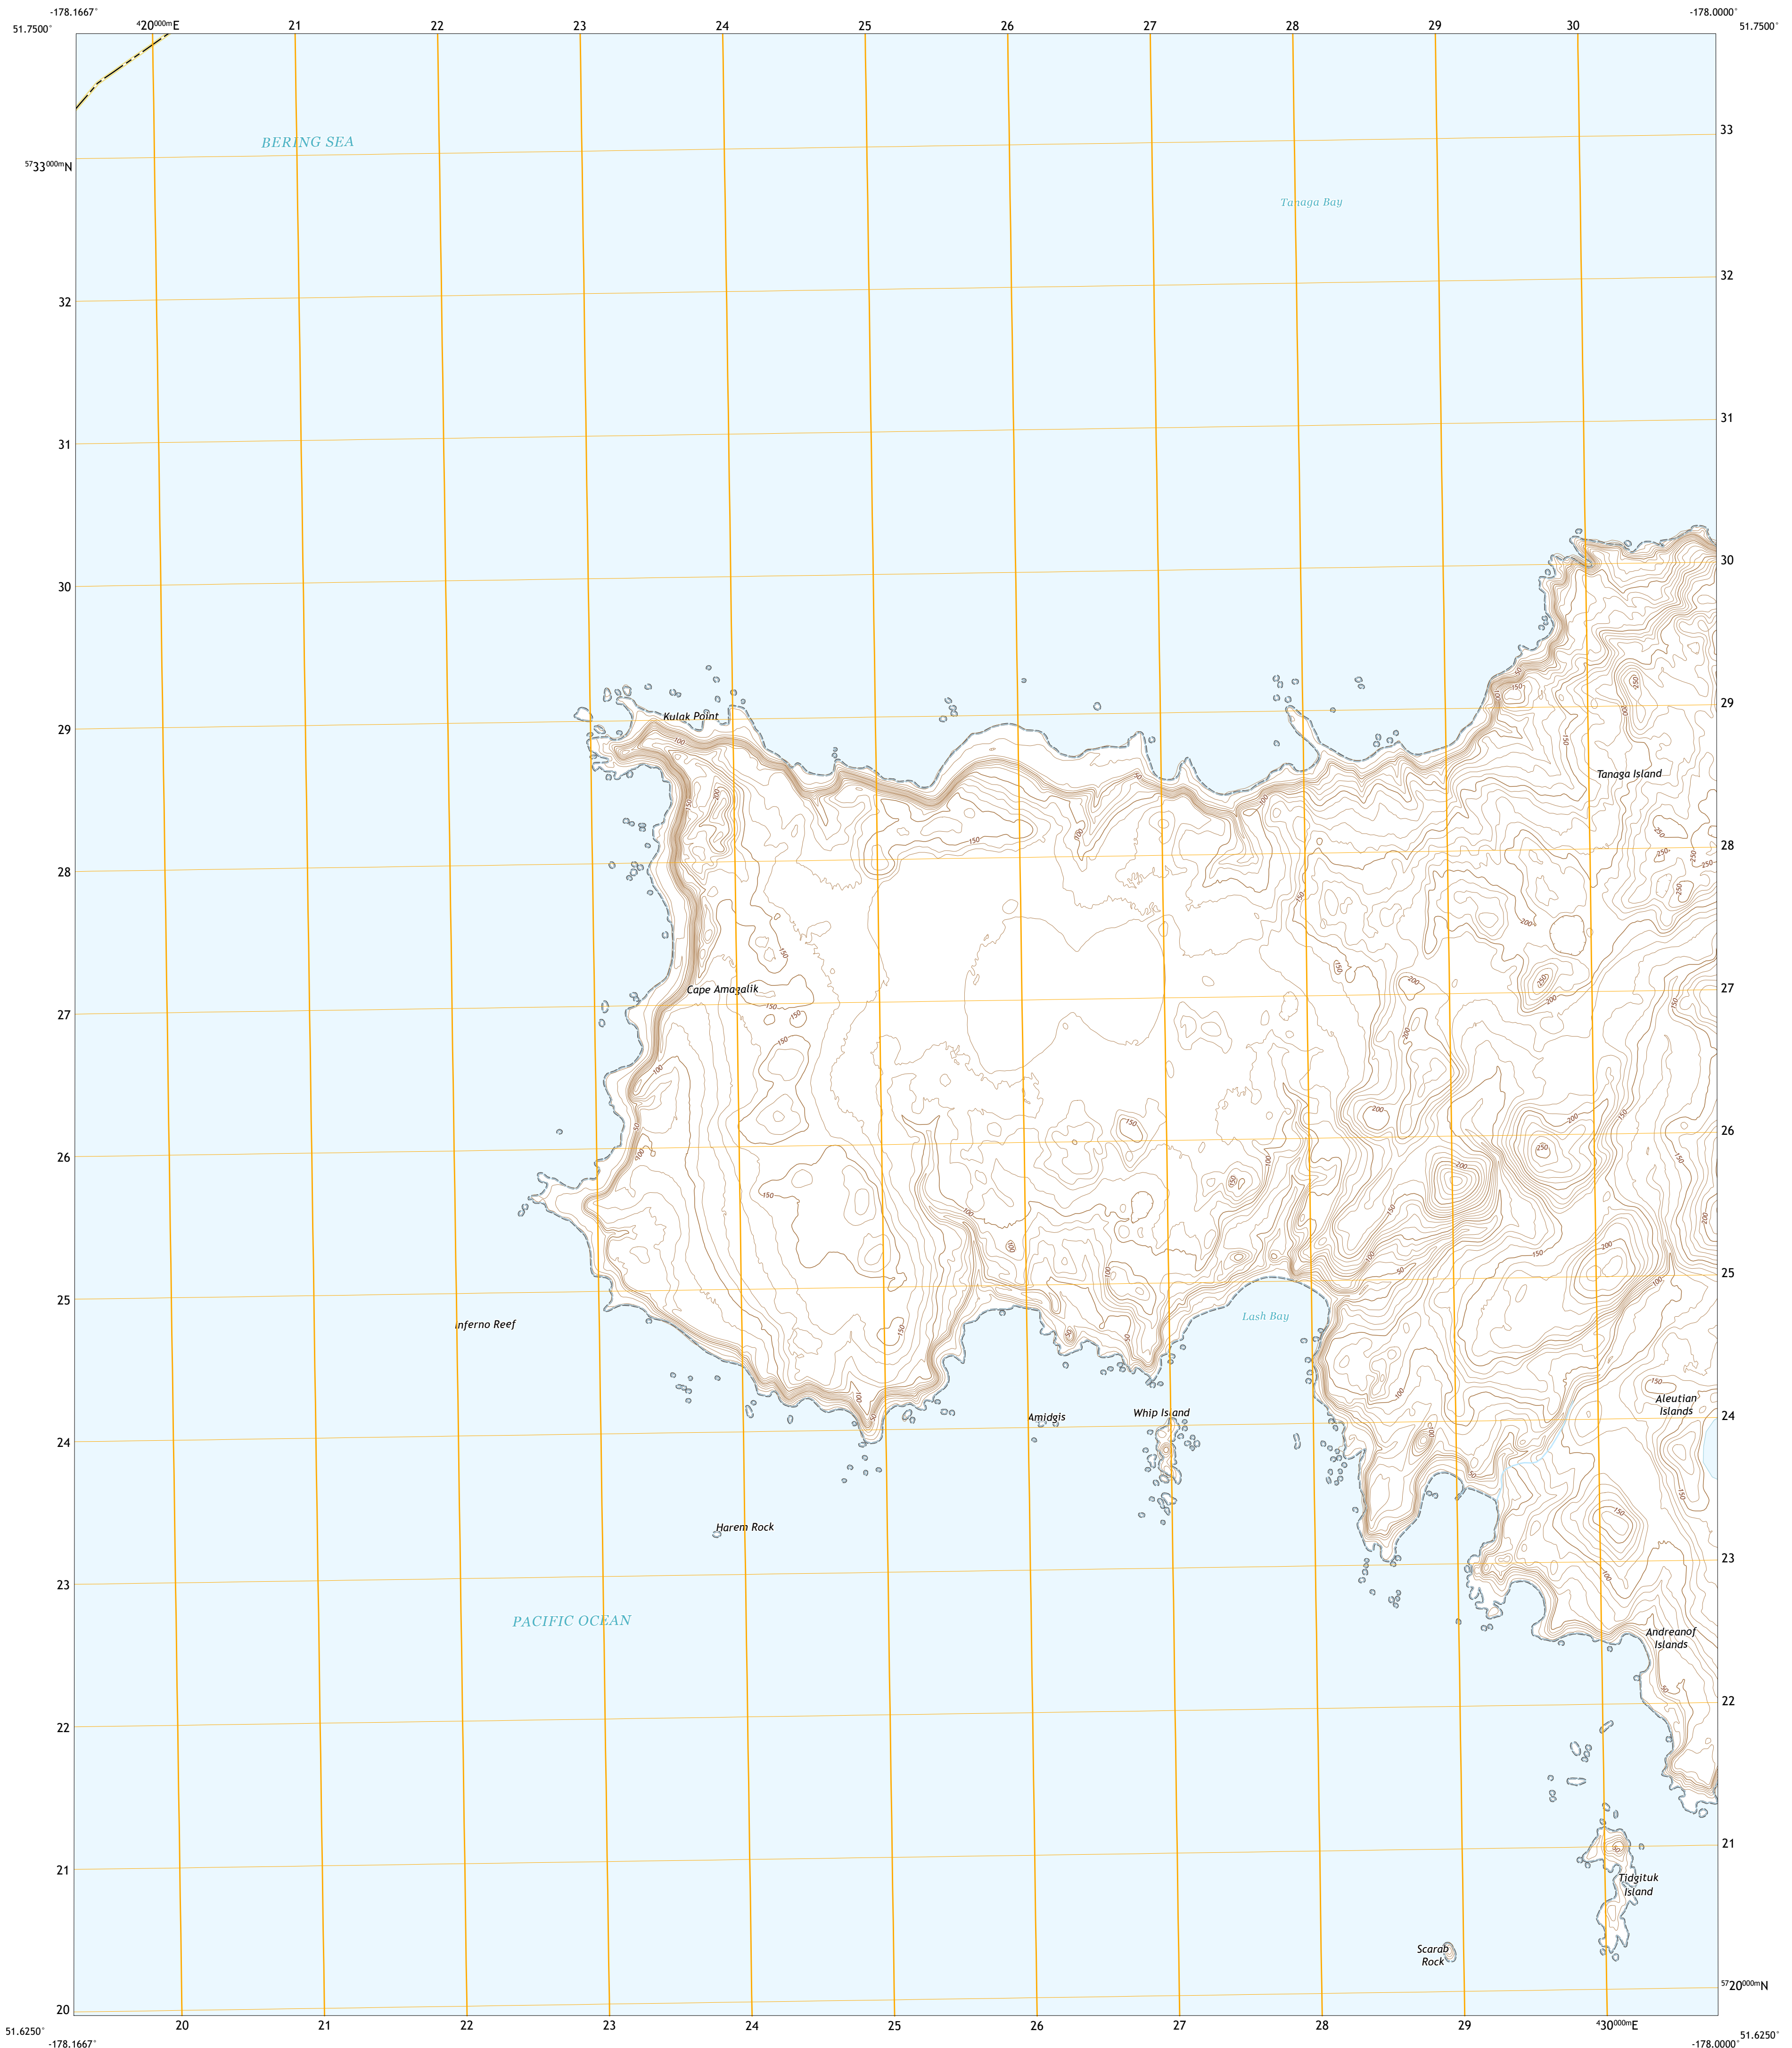 -178.1667°
-178.0000°
51.7500°
⁴20⁰⁰⁰ᵐE
21
22
23
24
25
26
27
28
29
30
51.7500°
BERING SEA
33
⁵⁷33⁰⁰⁰ᵐN
Tanaga Bay
32
32
31
31
30
30
29
29
Kulak Point
Tanaga Island
28
28
Cape Amagalik
27
27
26
26
25
25
Lash Bay
Inferno Reef
Aleutian
Islands
Amidgis
Whip Island
24
24
Harem Rock
23
23
PACIFIC OCEAN
Andreanof
Islands
22
22
21
21
Tidgituk
Island
Scarab
Rock
⁵⁷20⁰⁰⁰ᵐN
20
20
21
22
23
24
25
26
27
28
29
⁴30⁰⁰⁰ᵐE
51.6250°
51.6250°
-178.1667°
-178.0000°